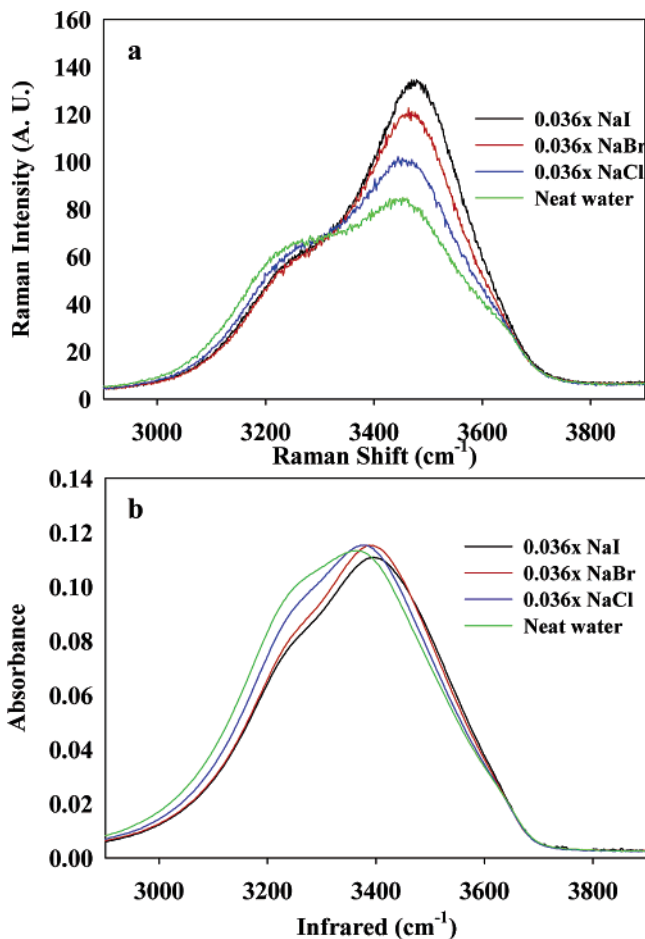 a
160
140
120
100
80
60
40
20
0
Raman Intensity (A. U.)
0.036x NaI
0.036x NaBr
0.036x NaCl
Neat water
3000 3200 3400 3600 3800
Raman Shift (cm⁻¹)
b
0.14
0.12
0.10
0.08
0.06
0.04
0.02
0.00
Absorbance
0.036x NaI
0.036x NaBr
0.036x NaCl
Neat water
3000 3200 3400 3600 3800
Infrared (cm⁻¹)